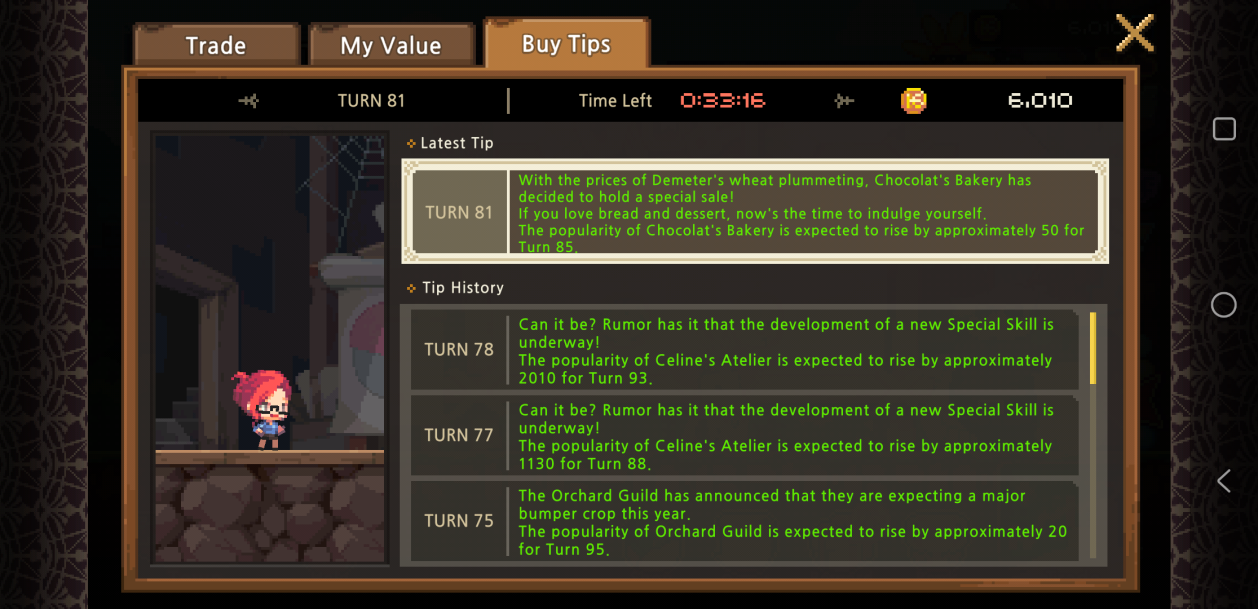 Trade
My Value
Buy Tips
TURN 81
Time Left
0:33:16
6,010
Latest Tip
TURN 81
With the prices of Demeter's wheat plummeting, Chocolat's Bakery has
decided to hold a special sale!
If you love bread and dessert, now's the time to indulge yourself.
The popularity of Chocolat's Bakery is expected to rise by approximately 50 for
Turn 85.
Tip History
TURN 78
Can it be? Rumor has it that the development of a new Special Skill is
underway!
The popularity of Celine's Atelier is expected to rise by approximately
2010 for Turn 93.
TURN 77
Can it be? Rumor has it that the development of a new Special Skill is
underway!
The popularity of Celine's Atelier is expected to rise by approximately
1130 for Turn 88.
TURN 75
The Orchard Guild has announced that they are expecting a major
bumper crop this year.
The popularity of Orchard Guild is expected to rise by approximately 20
for Turn 95.